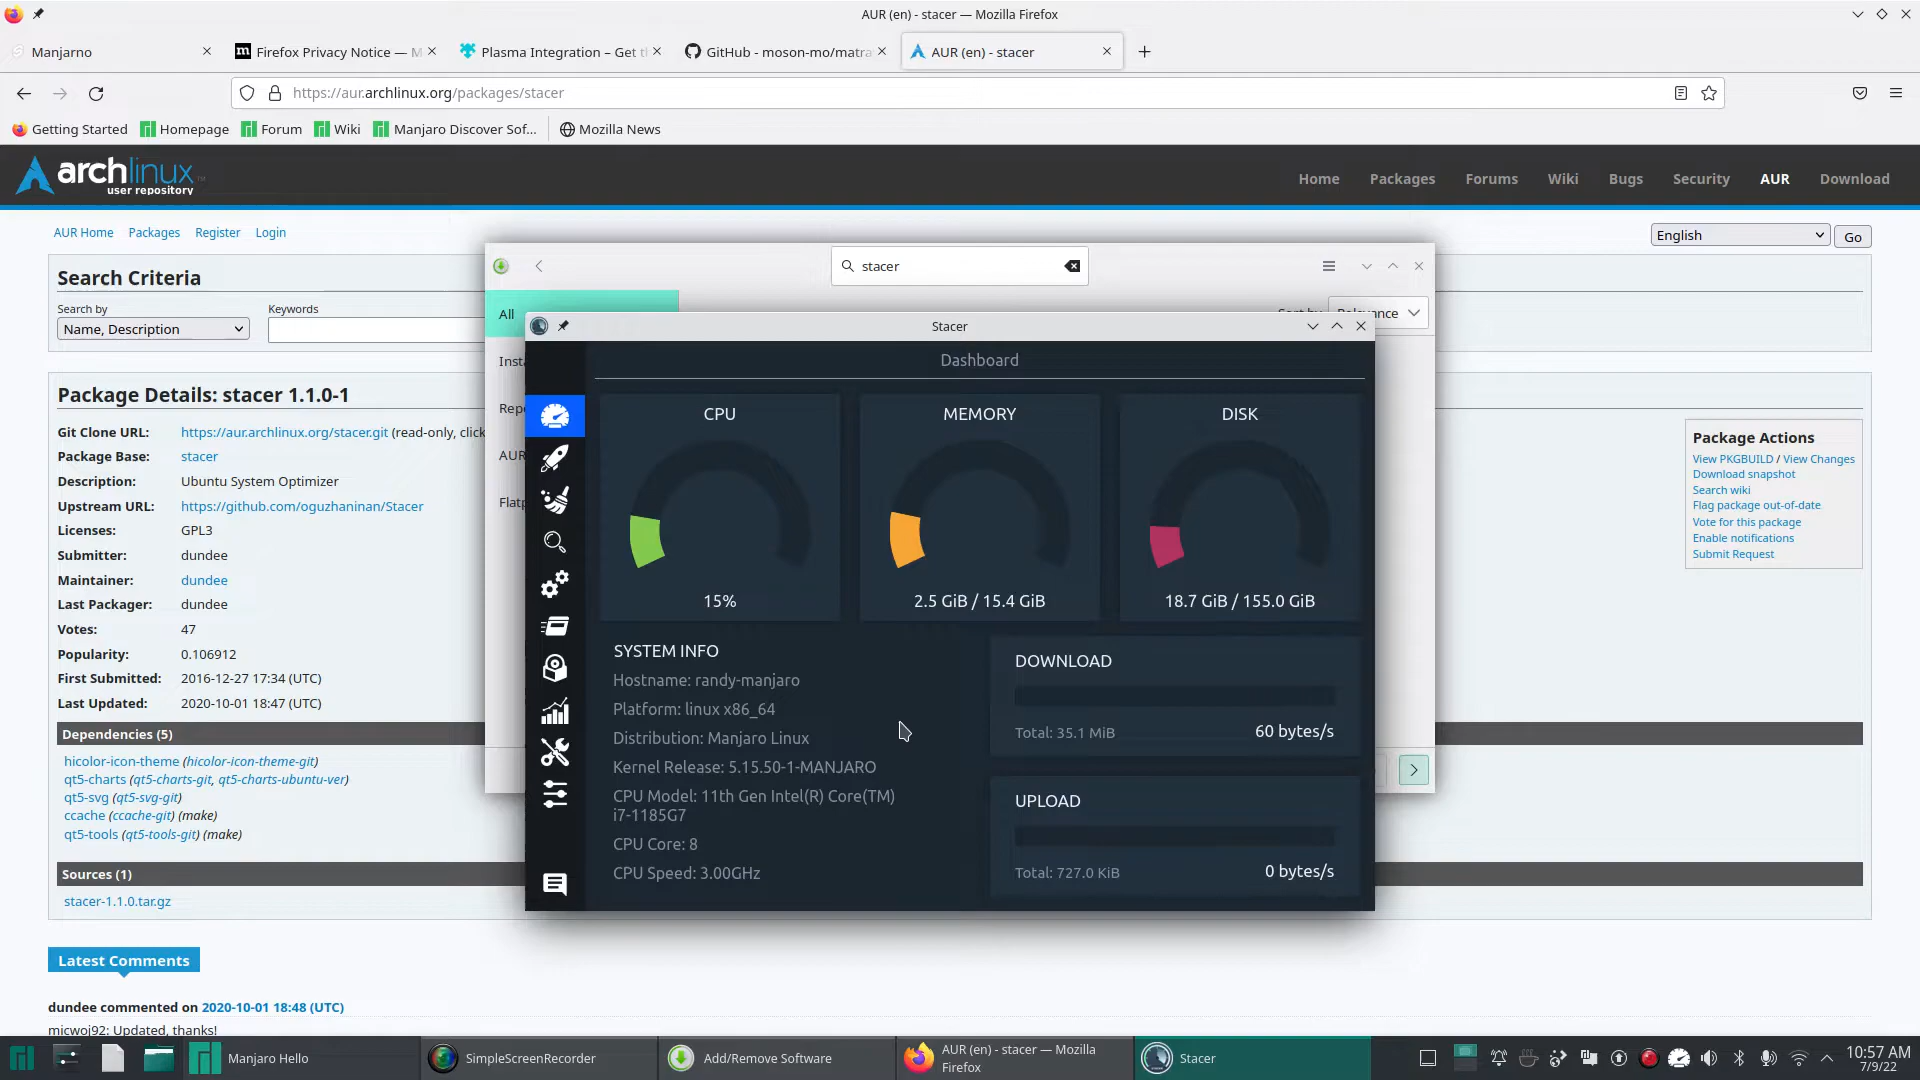 AUR (en) - stacer — Mozilla Firefox
Manjarno
Firefox Privacy Notice — M
Plasma Integration – Get t
GitHub - moson-mo/matra
AUR (en) - stacer
https://aur.archlinux.org/packages/stacer
Getting Started
Homepage
Forum
Wiki
Manjaro Discover Sof...
Mozilla News
archlinux
user repository
Home
Packages
Forums
Wiki
Bugs
Security
AUR
Download
AUR Home
Packages
Register
Login
English
Go
Search Criteria
Search by
Keywords
Name, Description
stacer
All
Relevance
Package Details: stacer 1.1.0-1
Git Clone URL: https://aur.archlinux.org/stacer.git (read-only, click
Package Base: stacer
Description: Ubuntu System Optimizer
Upstream URL: https://github.com/oguzhaninan/Stacer
Licenses: GPL3
Submitter: dundee
Maintainer: dundee
Last Packager: dundee
Votes: 47
Popularity: 0.106912
First Submitted: 2016-12-27 17:34 (UTC)
Last Updated: 2020-10-01 18:47 (UTC)
Dependencies (5)
hicolor-icon-theme (hicolor-icon-theme-git)
qt5-charts (qt5-charts-git, qt5-charts-ubuntu-ver)
qt5-svg (qt5-svg-git)
ccache (ccache-git) (make)
qt5-tools (qt5-tools-git) (make)
Sources (1)
stacer-1.1.0.tar.gz
Latest Comments
dundee commented on 2020-10-01 18:48 (UTC)
micwoj92: Updated, thanks!
Package Actions
View PKGBUILD / View Changes
Download snapshot
Search wiki
Flag package out-of-date
Vote for this package
Enable notifications
Submit Request
Insta
Repo
AUR
Flatp
Stacer
Dashboard
CPU
15%
MEMORY
2.5 GiB / 15.4 GiB
DISK
18.7 GiB / 155.0 GiB
SYSTEM INFO
Hostname: randy-manjaro
Platform: linux x86_64
Distribution: Manjaro Linux
Kernel Release: 5.15.50-1-MANJARO
CPU Model: 11th Gen Intel(R) Core(TM)
i7-1185G7
CPU Core: 8
CPU Speed: 3.00GHz
DOWNLOAD
Total: 35.1 MiB
60 bytes/s
UPLOAD
Total: 727.0 KiB
0 bytes/s
Manjaro Hello
SimpleScreenRecorder
Add/Remove Software
AUR (en) - stacer — Mozilla
Firefox
Stacer
10:57 AM
7/9/22